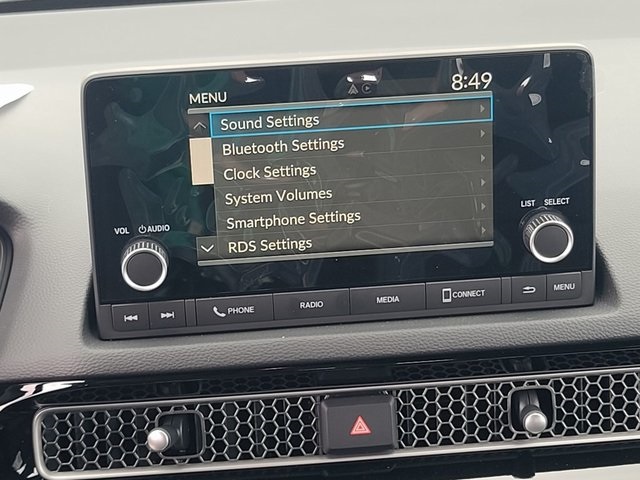 8:49
MENU
Sound Settings
Bluetooth Settings
Clock Settings
System Volumes
Smartphone Settings
RDS Settings
VOL AUDIO
LIST SELECT
PHONE
RADIO
MEDIA
CONNECT
MENU